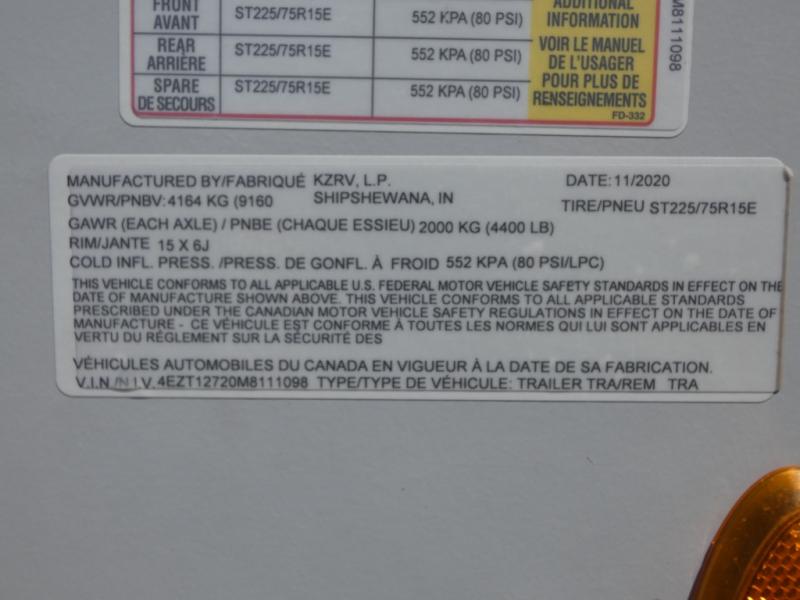 FRONT ST225/75R15E 552 KPA (80 PSI) ADDITIONAL
AVANT INFORMATION
REAR ST225/75R15E 552 KPA (80 PSI) VOIR LE MANUEL
ARRIÈRE DE L'USAGER
SPARE ST225/75R15E 552 KPA (80 PSI) POUR PLUS DE
DE SECOURS RENSEIGNEMENTS
FD-332
M8111098
MANUFACTURED BY/FABRIQUÉ KZRV, L.P. DATE:11/2020
GVWR/PNBV:4164 KG (9160 SHIPSHEWANA, IN TIRE/PNEU ST225/75R15E
GAWR (EACH AXLE) / PNBE (CHAQUE ESSIEU) 2000 KG (4400 LB)
RIM/JANTE 15 X 6J
COLD INFL. PRESS. /PRESS. DE GONFL. À FROID 552 KPA (80 PSI/LPC)
THIS VEHICLE CONFORMS TO ALL APPLICABLE U.S. FEDERAL MOTOR VEHICLE SAFETY STANDARDS IN EFFECT ON THE
DATE OF MANUFACTURE SHOWN ABOVE. THIS VEHICLE CONFORMS TO ALL APPLICABLE STANDARDS
PRESCRIBED UNDER THE CANADIAN MOTOR VEHICLE SAFETY REGULATIONS IN EFFECT ON THE DATE OF
MANUFACTURE - CE VÉHICULE EST CONFORME À TOUTES LES NORMES QUI LUI SONT APPLICABLES EN
VERTU DU RÉGLEMENT SUR LA SÉCURITÉ DES
VÉHICULES AUTOMOBILES DU CANADA EN VIGUEUR À LA DATE DE SA FABRICATION.
V.I.N./N.I.V. 4EZT12720M8111098 TYPE/TYPE DE VÉHICULE: TRAILER TRA/REM TRA